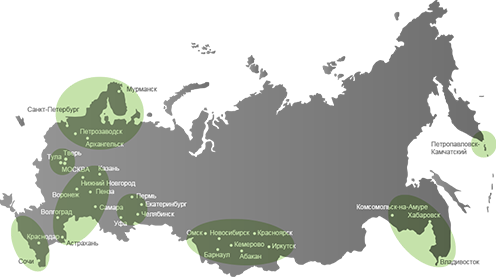 Мурманск
Санкт-Петербург
Петрозаводск
Архангельск
Петропавловск-
Камчатский
Тверь
Тула
МОСКВА
Казань
Нижний Новгород
Воронеж
Пенза
Пермь
Екатеринбург
Самара
Челябинск
Волгоград
Уфа
Комсомольск-на-Амуре
Хабаровск
Омск
Новосибирск
Красноярск
Краснодар
Астрахань
Кемерово
Иркутск
Барнаул
Абакан
Сочи
Владивосток